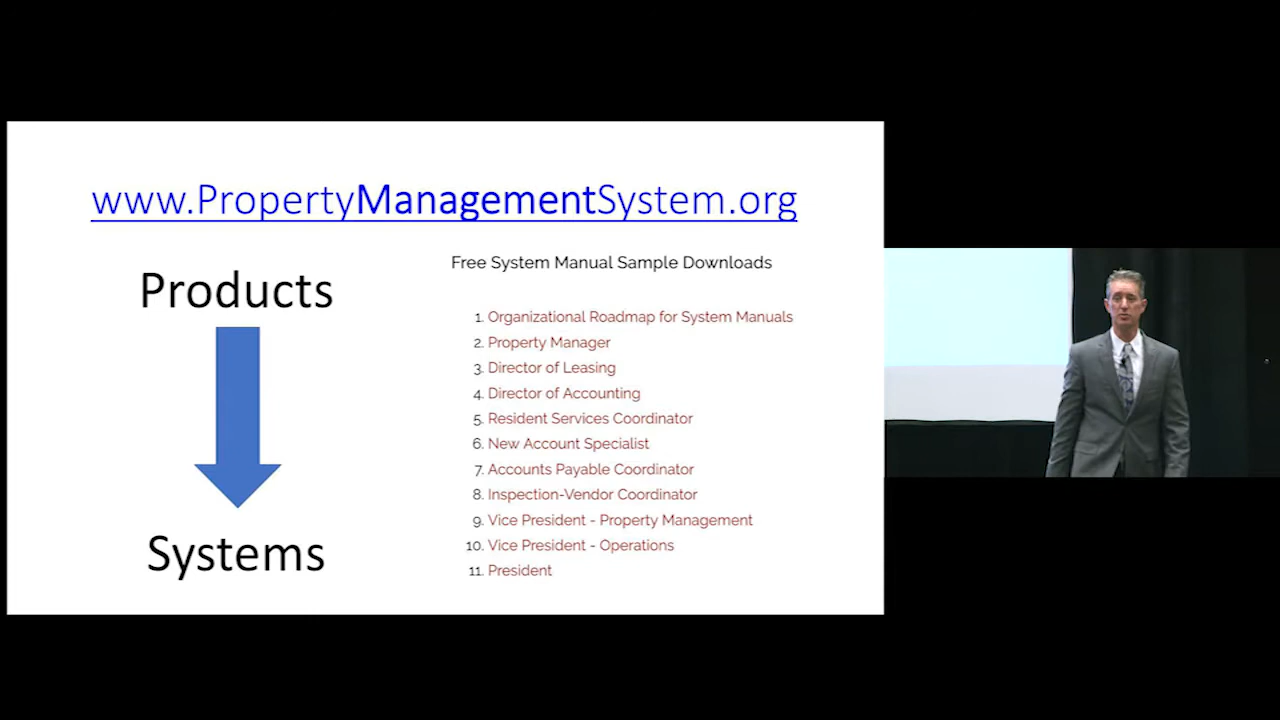 www.PropertyManagementSystem.org
Products
Systems
Free System Manual Sample Downloads
1. Organizational Roadmap for System Manuals
2. Property Manager
3. Director of Leasing
4. Director of Accounting
5. Resident Services Coordinator
6. New Account Specialist
7. Accounts Payable Coordinator
8. Inspection-Vendor Coordinator
9. Vice President - Property Management
10. Vice President - Operations
11. President